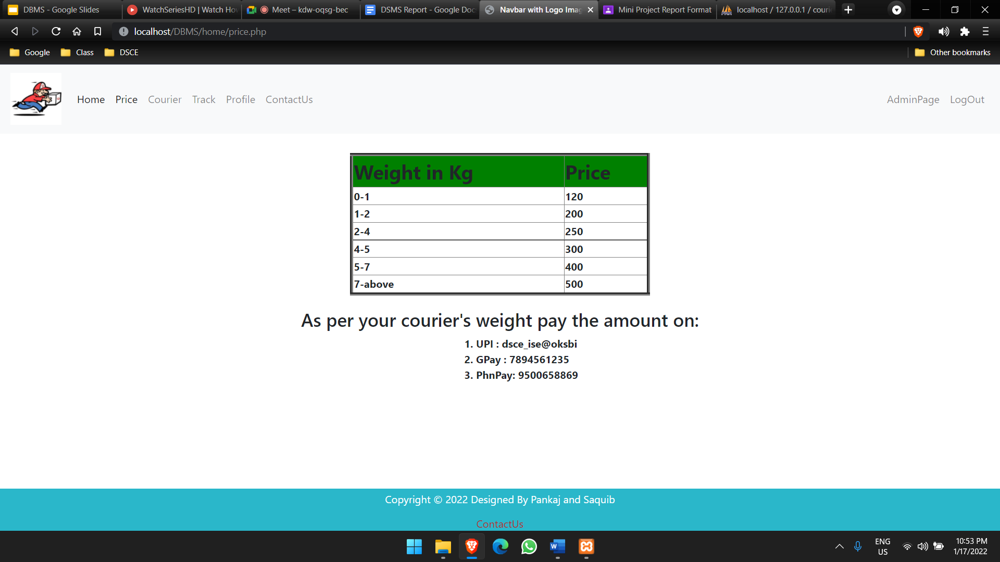 DBMS - Google Slides
WatchSeriesHD | Watch Ho
Meet – kdw-oqsg-bec
DSMS Report - Google Doc
Navbar with Logo Imag
Mini Project Report Format
localhost / 127.0.0.1 / couri
localhost/DBMS/home/price.php
Google
Class
DSCE
Other bookmarks
Home
Price
Courier
Track
Profile
ContactUs
AdminPage
LogOut
Weight in Kg Price
0-1 120
1-2 200
2-4 250
4-5 300
5-7 400
7-above 500
As per your courier's weight pay the amount on:
1. UPI : dsce_ise@oksbi
2. GPay : 7894561235
3. PhnPay: 9500658869
Copyright © 2022 Designed By Pankaj and Saquib
ContactUs
ENG
US
10:53 PM
1/17/2022